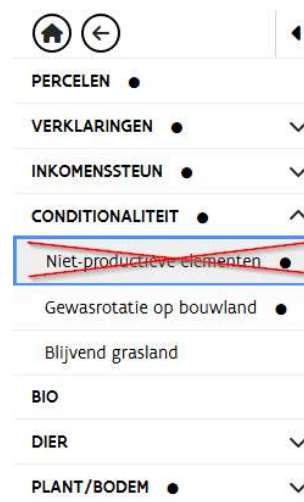 PERCELEN
VERKLARINGEN
INKOMENSSTEUN
CONDITIONALITEIT
Niet-productieve elementen
Gewasrotatie op bouwland
Blijvend grasland
BIO
DIER
PLANT/BODEM